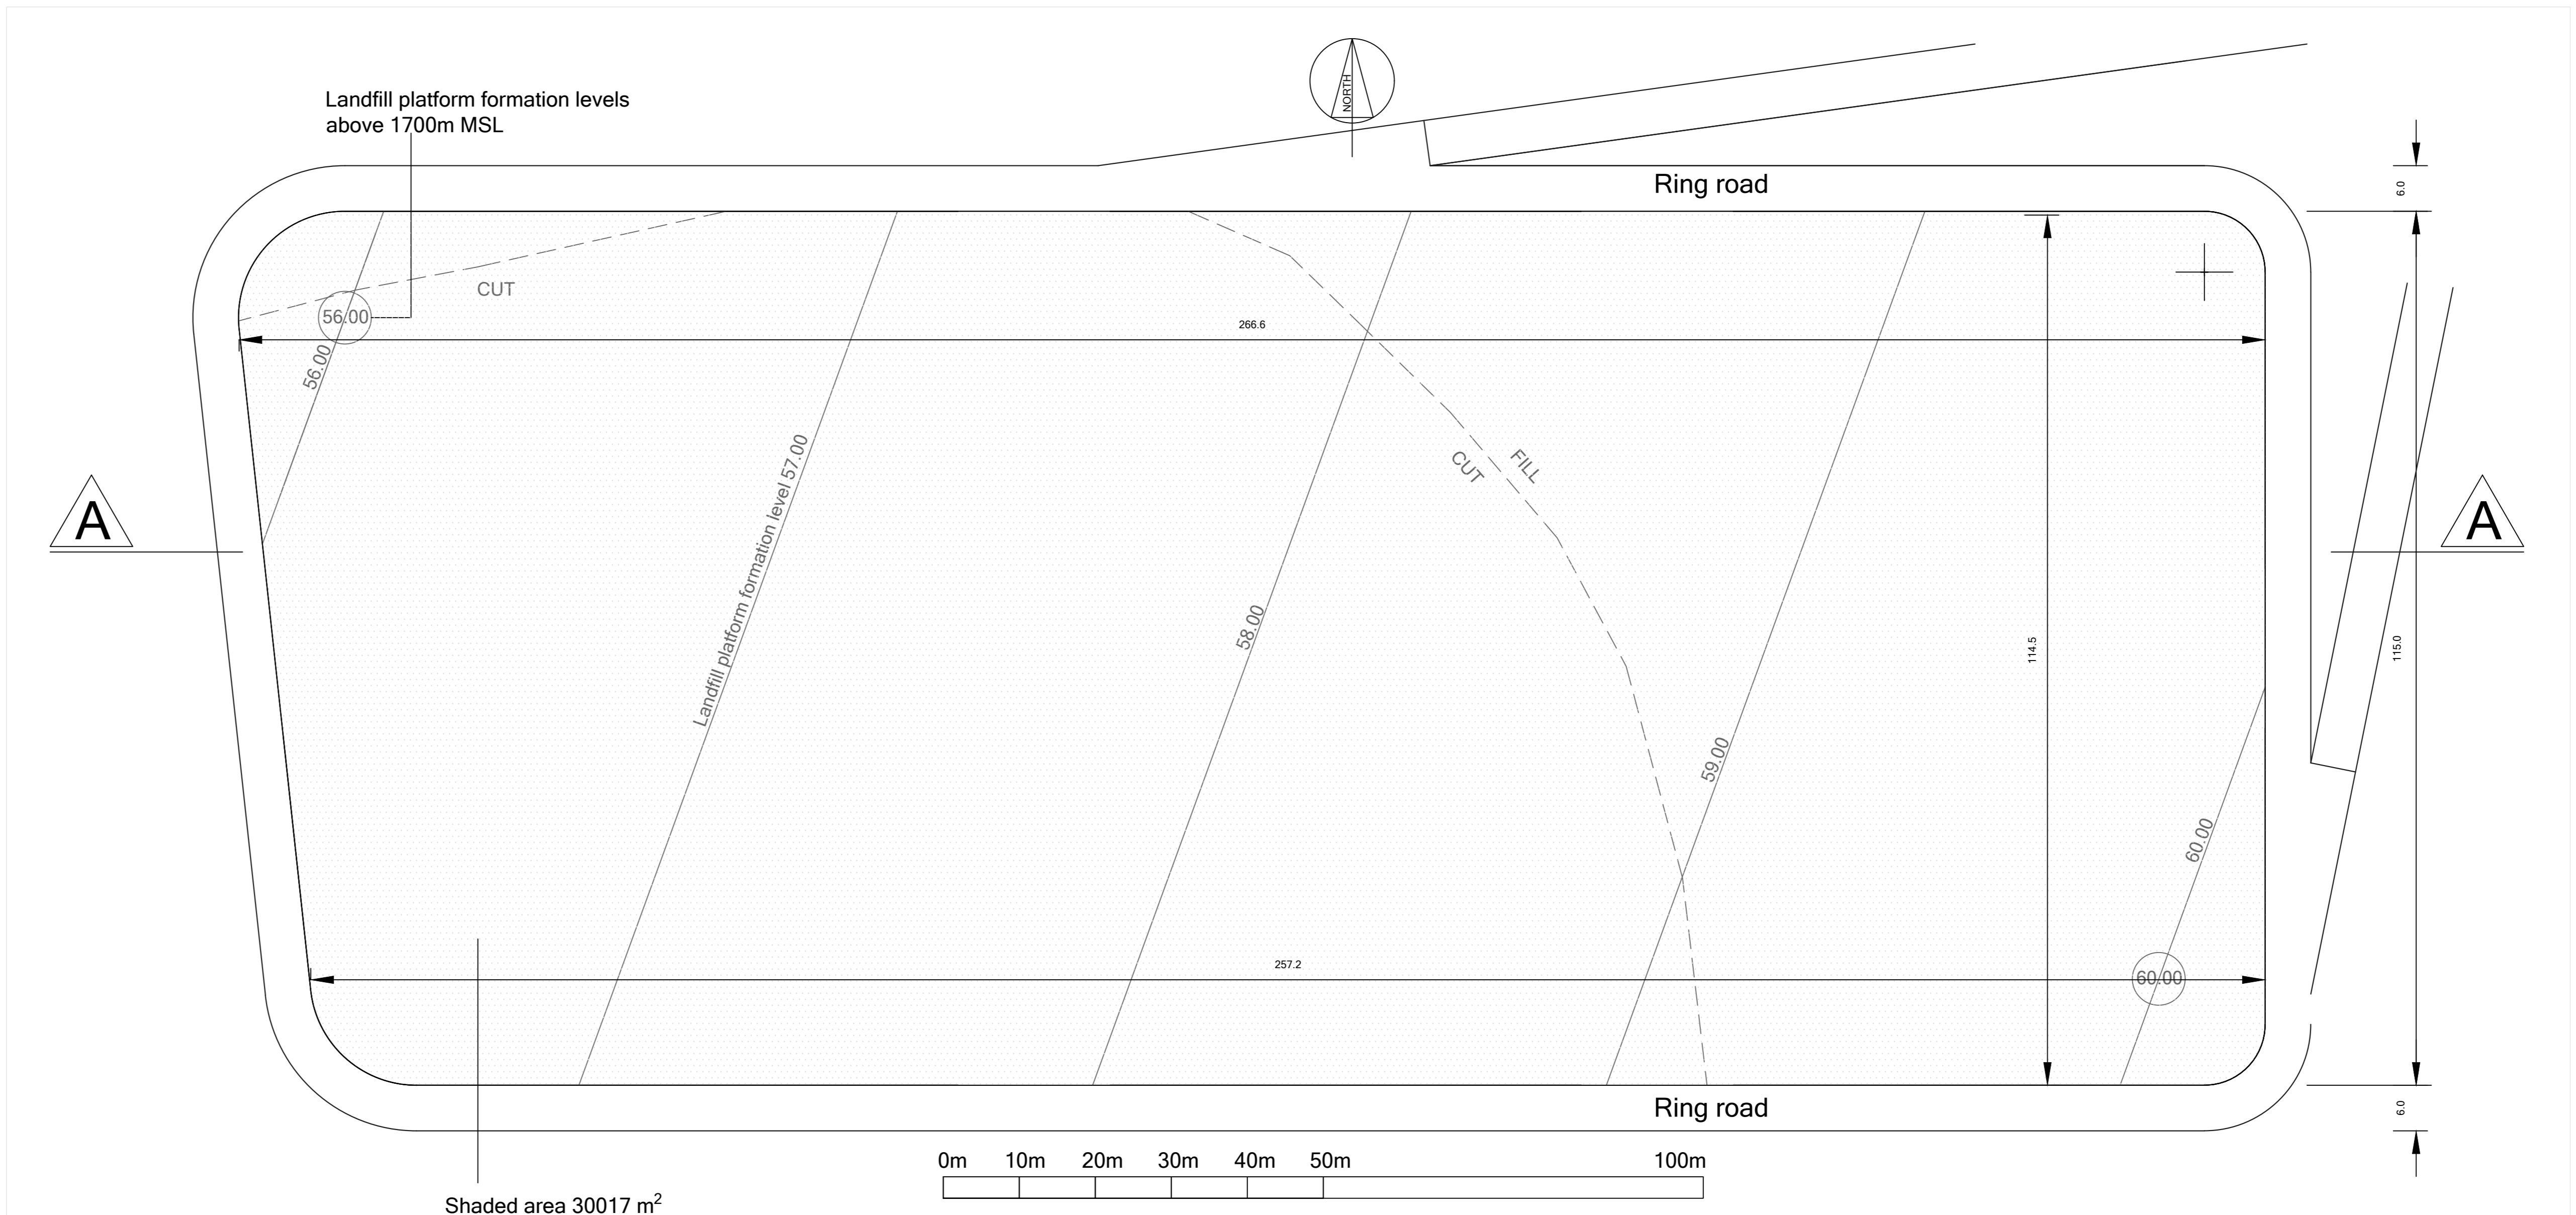 NORTH
Landfill platform formation levels
above 1700m MSL
Ring road
6.0
CUT
56.00
266.6
56.00
A
Landfill platform formation level 57.00
CUT
FILL
A
58.00
114.5
115.0
59.00
60.00
257.2
60.00
Ring road
6.0
0m 10m 20m 30m 40m 50m 100m
Shaded area 30017 m²